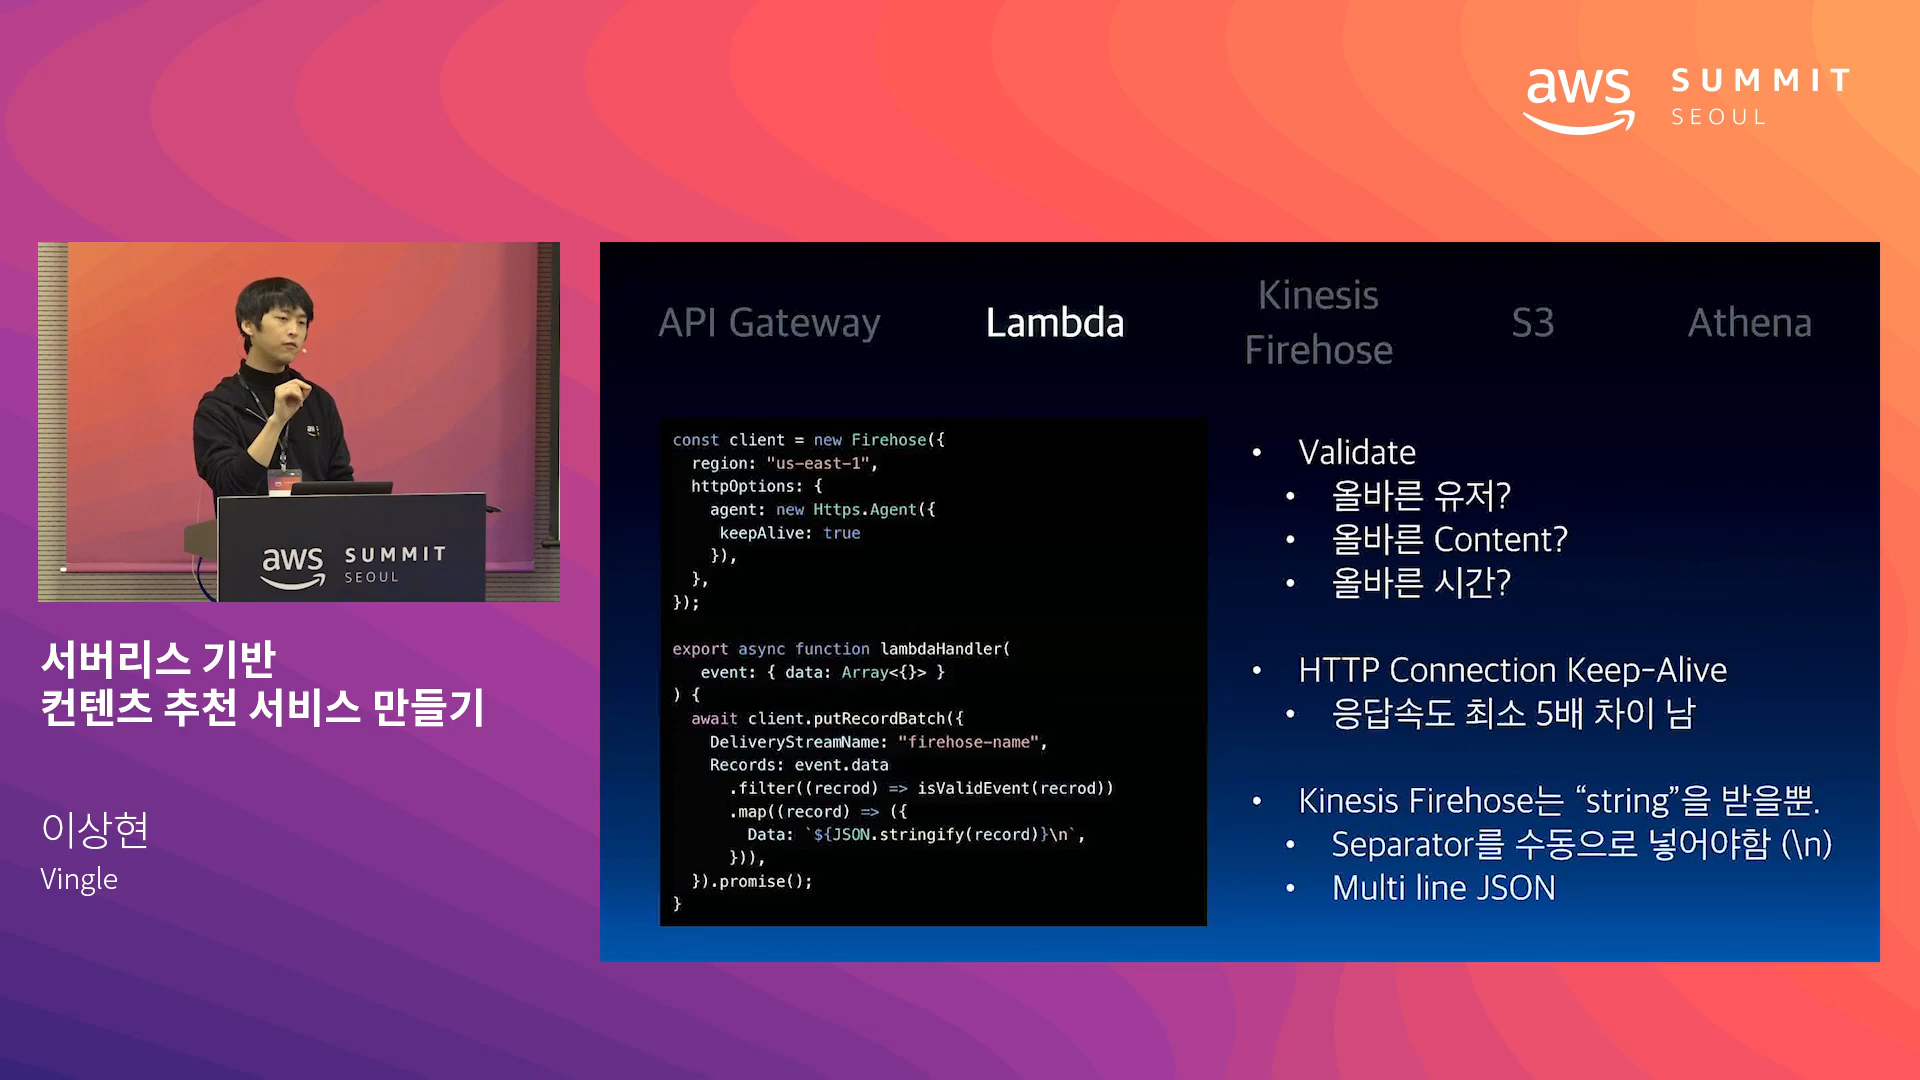 aws SUMMIT
SEOUL
aws SUMMIT
SEOUL
서버리스 기반
컨텐츠 추천 서비스 만들기
이상현
Vingle
API Gateway
Lambda
Kinesis
Firehose
S3
Athena
const client = new Firehose({
  region: "us-east-1",
  httpOptions: {
    agent: new Https.Agent({
     keepAlive: true
    }),
  },
});
export async function lambdaHandler(
   event: { data: Array<{}> }
) {
  await client.putRecordBatch({
    DeliveryStreamName: "firehose-name",
    Records: event.data
      .filter((recrod) => isValidEvent(recrod))
      .map((record) => ({
        Data: `${JSON.stringify(record)}\n`,
      })),
  }).promise();
}
• Validate
• 올바른 유저?
• 올바른 Content?
• 올바른 시간?
• HTTP Connection Keep-Alive
• 응답속도 최소 5배 차이 남
• Kinesis Firehose는 “string”을 받을뿐.
• Separator를 수동으로 넣어야함 (\n)
• Multi line JSON